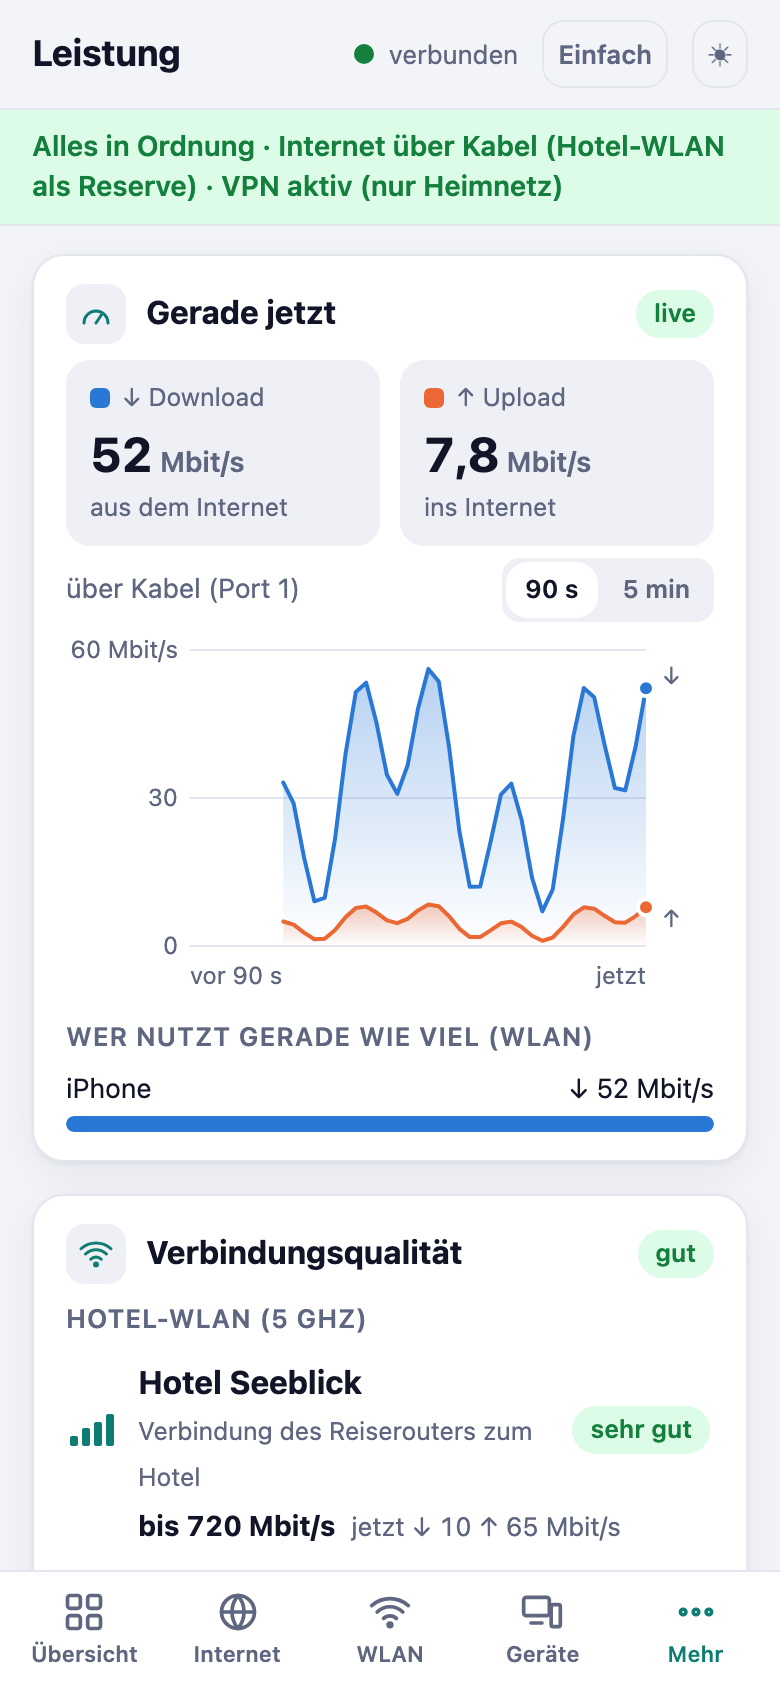 Leistung
verbunden
Einfach
Alles in Ordnung · Internet über Kabel (Hotel-WLAN
als Reserve) · VPN aktiv (nur Heimnetz)
Gerade jetzt
live
↓ Download
52 Mbit/s
aus dem Internet
↑ Upload
7,8 Mbit/s
ins Internet
über Kabel (Port 1)
90 s
5 min
60 Mbit/s
↓
30
0
↑
vor 90 s
jetzt
WER NUTZT GERADE WIE VIEL (WLAN)
iPhone
↓ 52 Mbit/s
Verbindungsqualität
gut
HOTEL-WLAN (5 GHZ)
Hotel Seeblick
Verbindung des Reiserouters zum
Hotel
sehr gut
bis 720 Mbit/s jetzt ↓ 10 ↑ 65 Mbit/s
Übersicht
Internet
WLAN
Geräte
Mehr